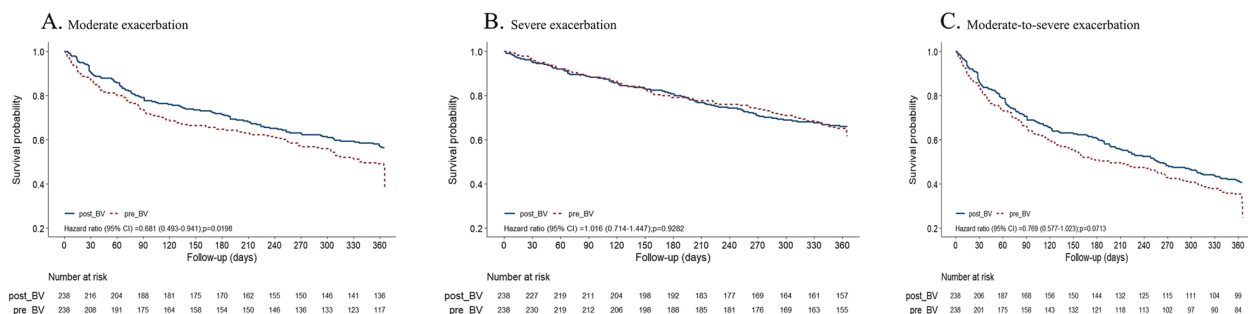 A. Moderate exacerbation
Survival probability
1.0
0.8
0.6
0.4
0.2
post_BV pre_BV
Hazard ratio (95% CI) =0.681 (0.493-0.941);p=0.0198
0 30 60 90 120 150 180 210 240 270 300 330 360
Follow-up (days)
Number at risk
post_BV 238 216 204 188 181 175 170 162 155 150 146 141 136
pre_BV 238 208 191 175 164 158 154 150 146 136 133 123 117
B. Severe exacerbation
Survival probability
1.0
0.8
0.6
0.4
0.2
post_BV pre_BV
Hazard ratio (95% CI) =1.016 (0.714-1.447);p=0.9282
0 30 60 90 120 150 180 210 240 270 300 330 360
Follow-up (days)
Number at risk
post_BV 238 227 219 211 204 198 192 183 177 169 164 161 157
pre_BV 238 230 219 212 206 198 188 185 181 176 169 163 155
C. Moderate-to-severe exacerbation
Survival probability
1.0
0.8
0.6
0.4
0.2
post_BV pre_BV
Hazard ratio (95% CI) =0.769 (0.577-1.023);p=0.0713
0 30 60 90 120 150 180 210 240 270 300 330 360
Follow-up (days)
Number at risk
post_BV 238 206 187 168 156 150 144 132 125 115 111 104 99
pre_BV 238 201 175 158 143 132 121 118 113 102 97 90 84